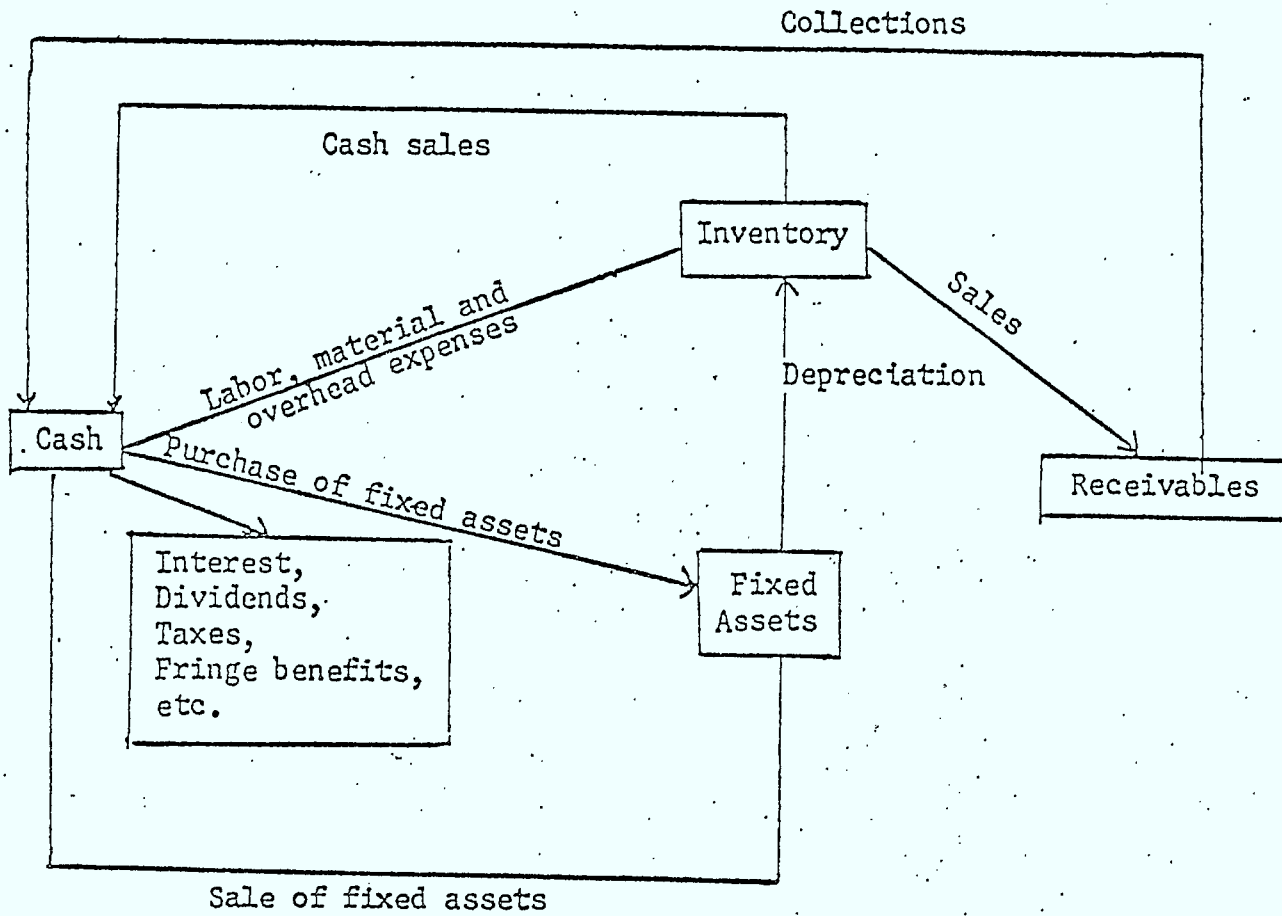 Collections
Cash sales
Inventory
Sales
Labor, material and
overhead expenses
Depreciation
Cash
Purchase of fixed assets
Receivables
Interest,
Dividends,
Taxes,
Fringe benefits,
etc.
Fixed
Assets
Sale of fixed assets